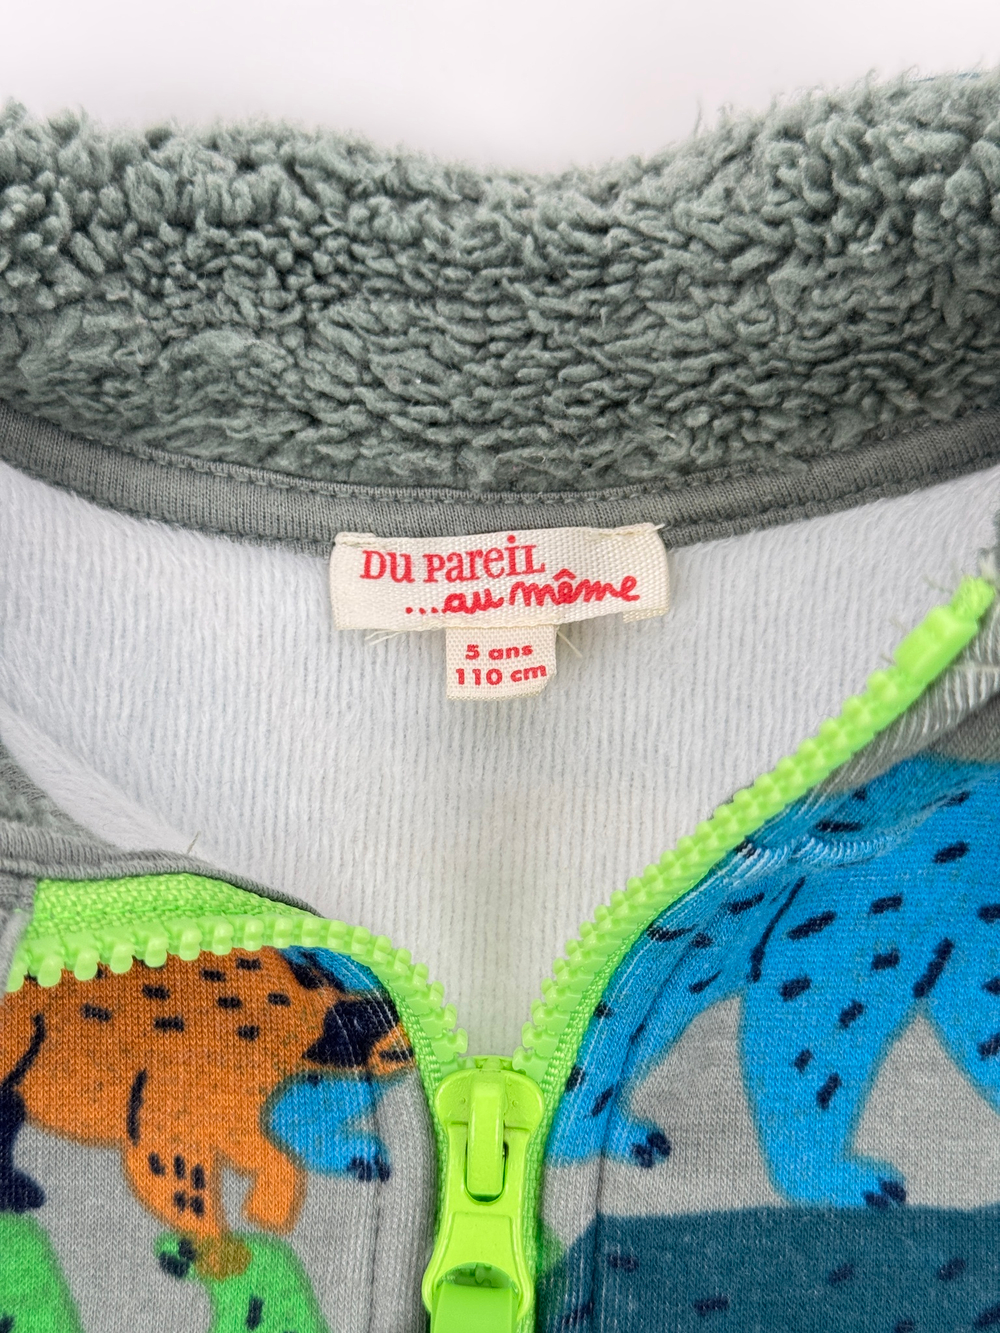 DU PAREIL
...au même
5 ans
110 cm